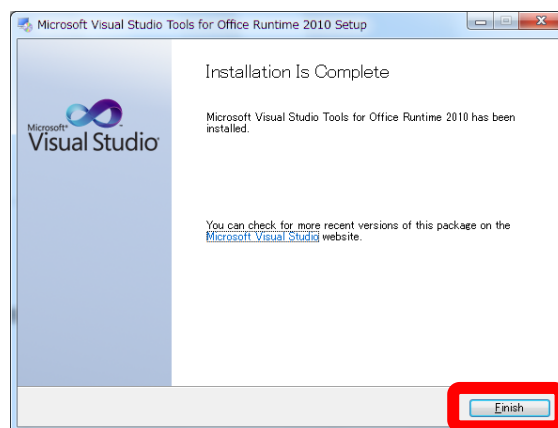 Microsoft Visual Studio Tools for Office Runtime 2010 Setup
Installation Is Complete
Microsoft Visual Studio Tools for Office Runtime 2010 has been
installed.
Microsoft®
Visual Studio®
You can check for more recent versions of this package on the
Microsoft Visual Studio website.
Finish